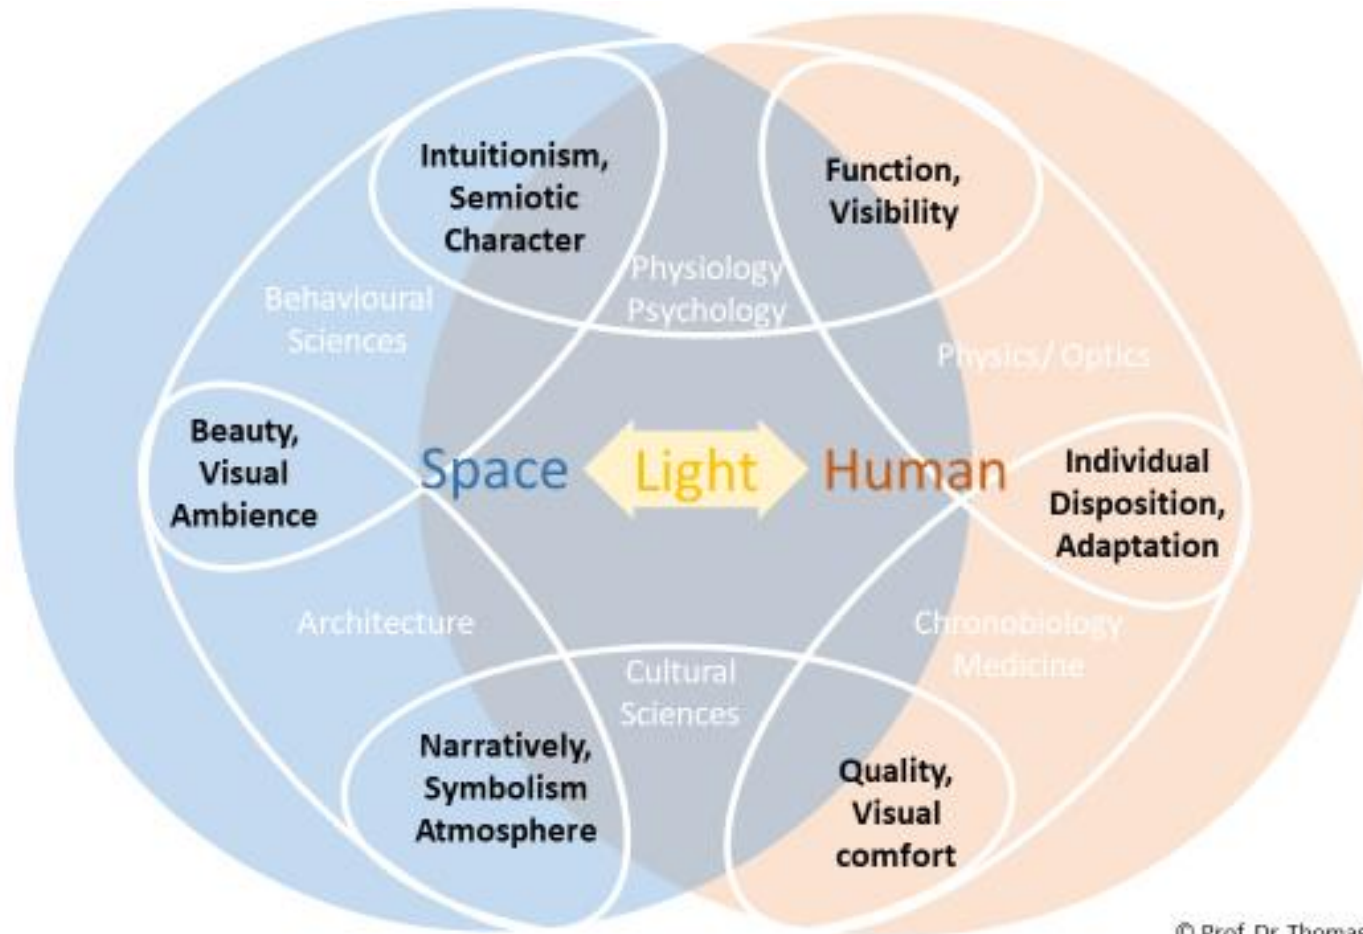 Intuitionism,
Semiotic
Character
Function,
Visibility
Physiology
Psychology
Behavioural
Sciences
Physics/ Optics
Beauty,
Visual
Ambience
Space
Light
Human
Individual
Disposition,
Adaptation
Architecture
Chronobiology
Medicine
Cultural
Sciences
Narratively,
Symbolism
Atmosphere
Quality,
Visual
comfort
© Prof. Dr. Thomas